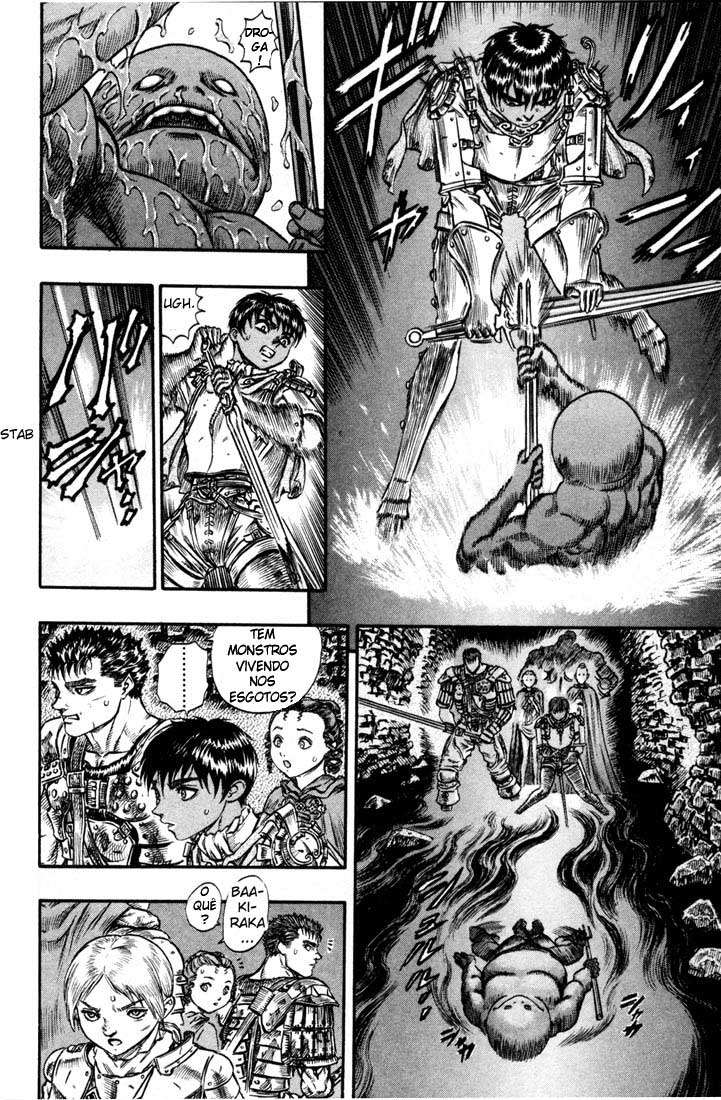 DRO-
GA!
UGH.
STAB
TEM
MONSTROS
VIVENDO
NOS
ESGOTOS?
.......
BAA-
KI-
RAKA
...
O
QUÊ
?